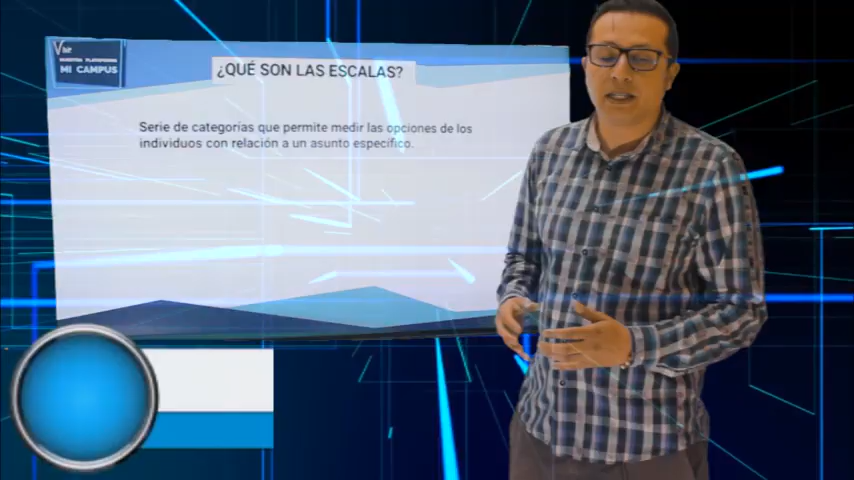 ¿QUÉ SON LAS ESCALAS?
MI CAMPUS
Serie de categorías que permite medir las opciones de los
individuos con relación a un asunto específico.